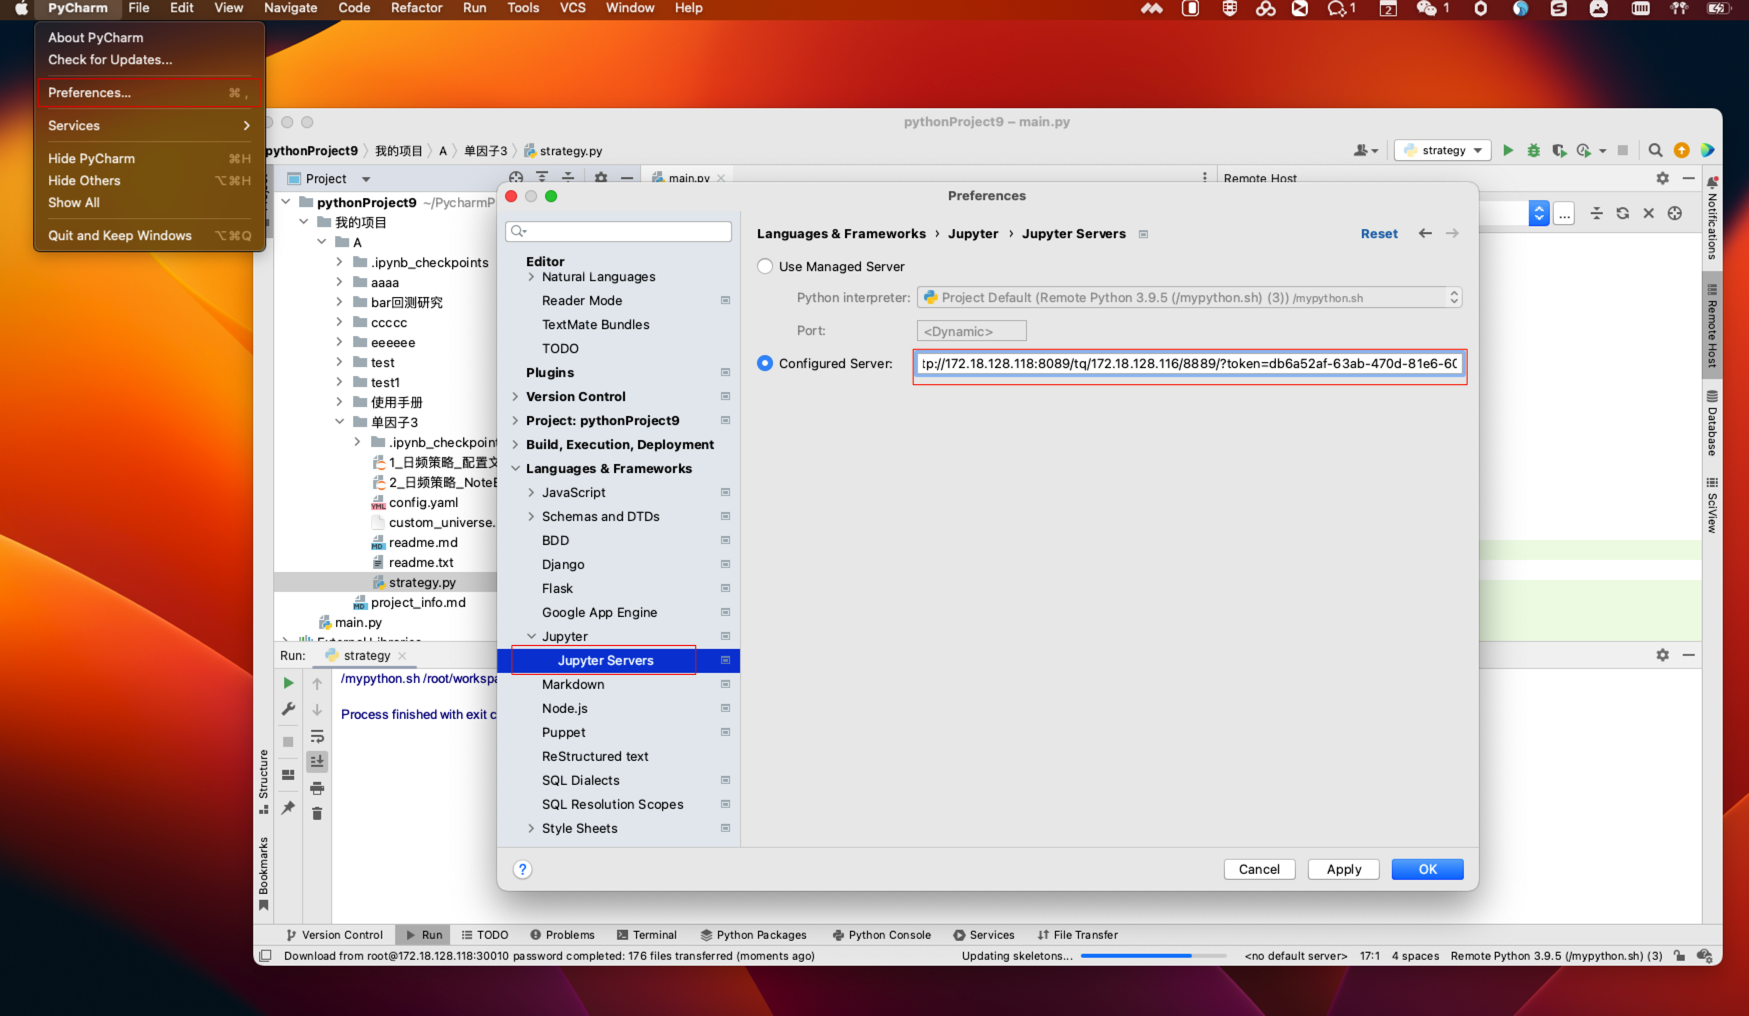 PyCharm File Edit View Navigate Code Refactor Run Tools VCS Window Help 1 2 1
About PyCharm
Check for Updates...
Preferences... ⌘ ,
Services
Hide PyCharm ⌘H
Hide Others ⌥⌘H
Show All
Quit and Keep Windows ⌥⌘Q
pythonProject9 – main.py
pythonProject9 我的项目 A 单因子3 strategy.py
strategy
Project
main.py
Remote Host
pythonProject9 ~/PycharmP
我的项目
A
.ipynb_checkpoints
aaaa
bar回测研究
ccccc
eeeeee
test
test1
使用手册
单因子3
.ipynb_checkpoint
1_日频策略_配置文
2_日频策略_NoteB
config.yaml
custom_universe.
readme.md
readme.txt
strategy.py
project_info.md
main.py
External Libraries
Preferences
Editor
Natural Languages
Reader Mode
TextMate Bundles
TODO
Plugins
Version Control
Project: pythonProject9
Build, Execution, Deployment
Languages & Frameworks
JavaScript
Schemas and DTDs
BDD
Django
Flask
Google App Engine
Jupyter
Jupyter Servers
Markdown
Node.js
Puppet
ReStructured text
SQL Dialects
SQL Resolution Scopes
Style Sheets
Languages & Frameworks › Jupyter › Jupyter Servers
Reset
Use Managed Server
Python interpreter: Project Default (Remote Python 3.9.5 (/mypython.sh) (3)) /mypython.sh
Port: <Dynamic>
Configured Server: tp://172.18.128.118:8089/tq/172.18.128.116/8889/?token=db6a52af-63ab-470d-81e6-60
?
Cancel Apply OK
...
Notifications
Remote Host
Database
SciView
Run: strategy
/mypython.sh /root/workspa
Process finished with exit c
Structure
Bookmarks
Version Control Run TODO Problems Terminal Python Packages Python Console Services File Transfer
Download from root@172.18.128.118:30010 password completed: 176 files transferred (moments ago) Updating skeletons... <no default server> 17:1 4 spaces Remote Python 3.9.5 (/mypython.sh) (3)